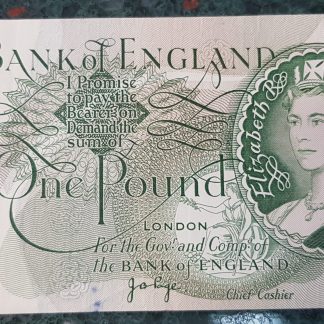 BANK of ENGLAND
I Promise
to pay the
Bearer on
Demand the
sum of
One Pound
Elizabeth R
LONDON
For the Govr and Compa of
the BANK of ENGLAND
J. Q. Page
Chief Cashier